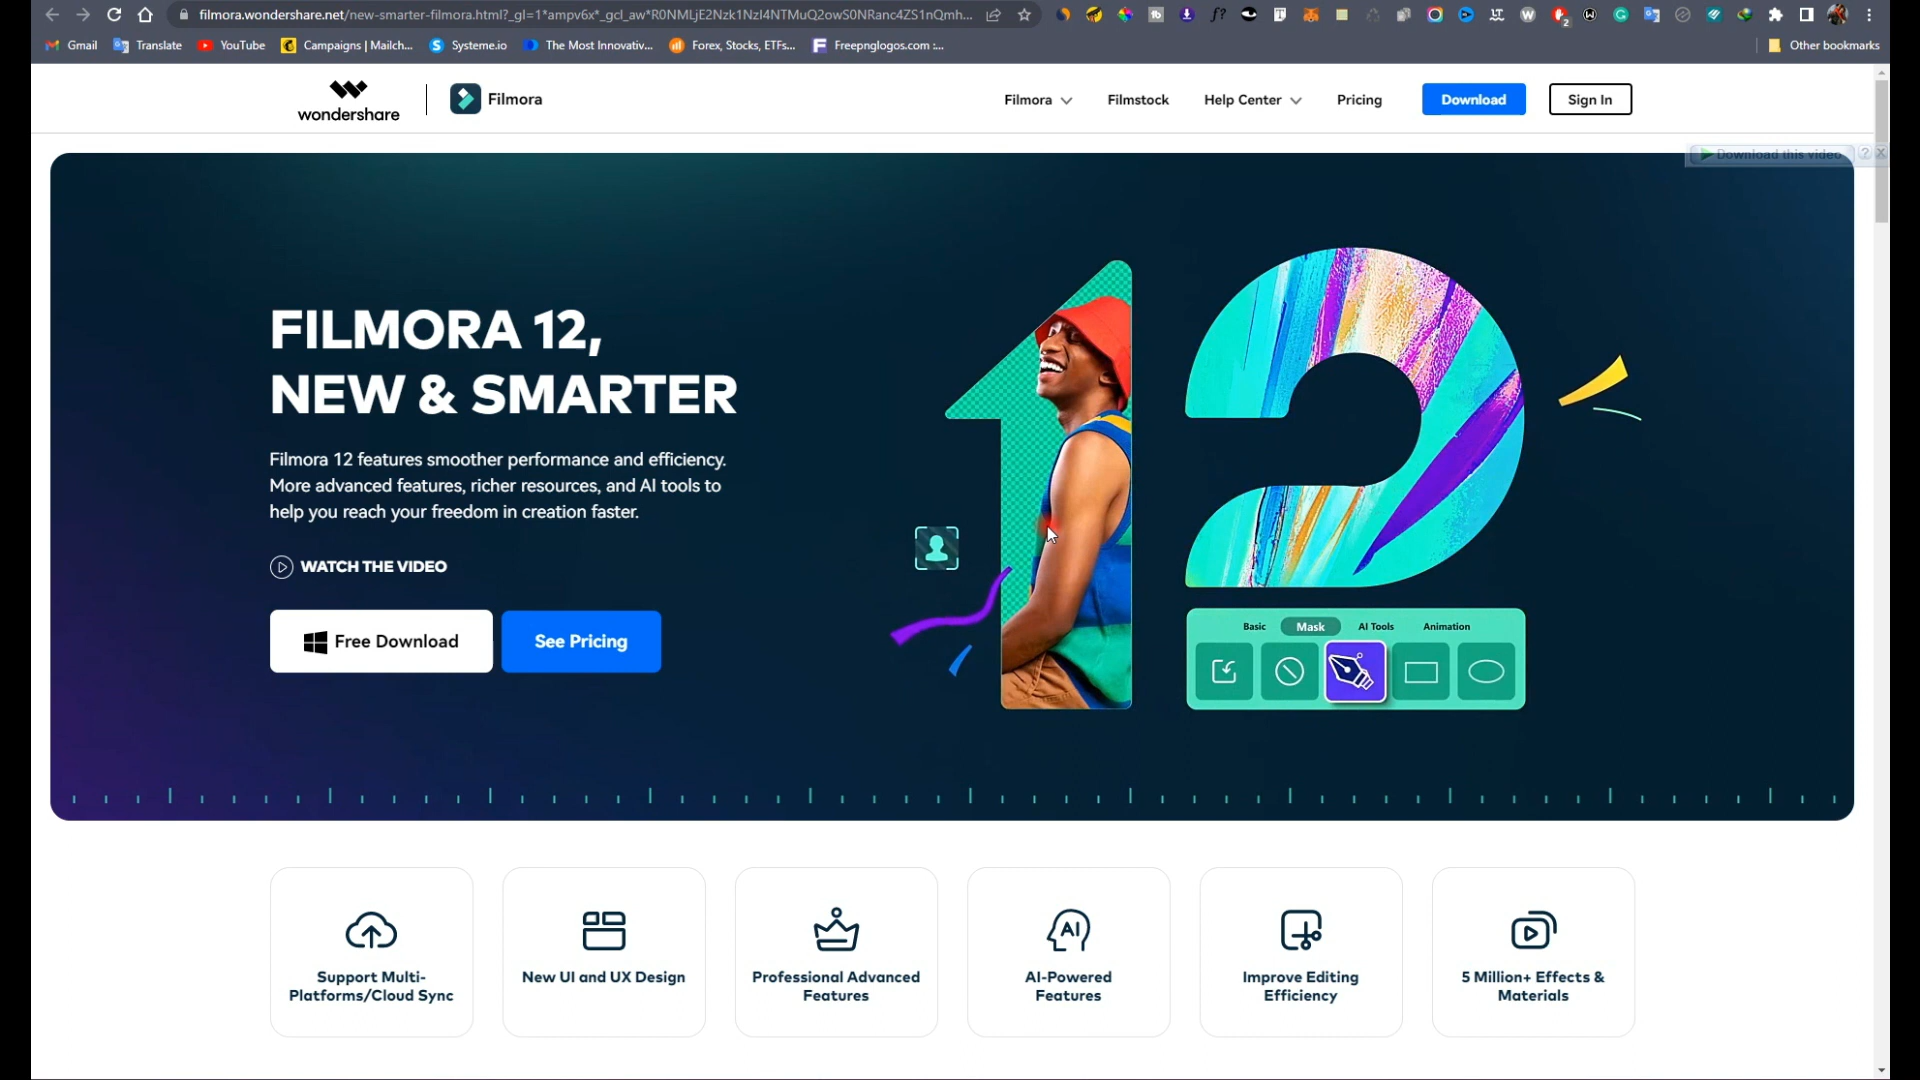 filmora.wondershare.net/new-smarter-filmora.html?_gl=1*ampv6x*_gcl_aw*R0NMLjE2Nzk1NzI4NTMuQ2owS0NRanc4ZS1nQmh...
Gmail Translate YouTube Campaigns | Mailch... Systeme.io The Most Innovativ... Forex, Stocks, ETFs... Freepnglogos.com :... Other bookmarks
wondershare
Filmora
Filmora Filmstock Help Center Pricing Download Sign In
Download this video
FILMORA 12,
NEW & SMARTER
Filmora 12 features smoother performance and efficiency.
More advanced features, richer resources, and AI tools to
help you reach your freedom in creation faster.
WATCH THE VIDEO
Free Download See Pricing
12
Basic Mask AI Tools Animation
Support Multi-
Platforms/Cloud Sync
New UI and UX Design
Professional Advanced
Features
AI
AI-Powered
Features
Improve Editing
Efficiency
5 Million+ Effects &
Materials